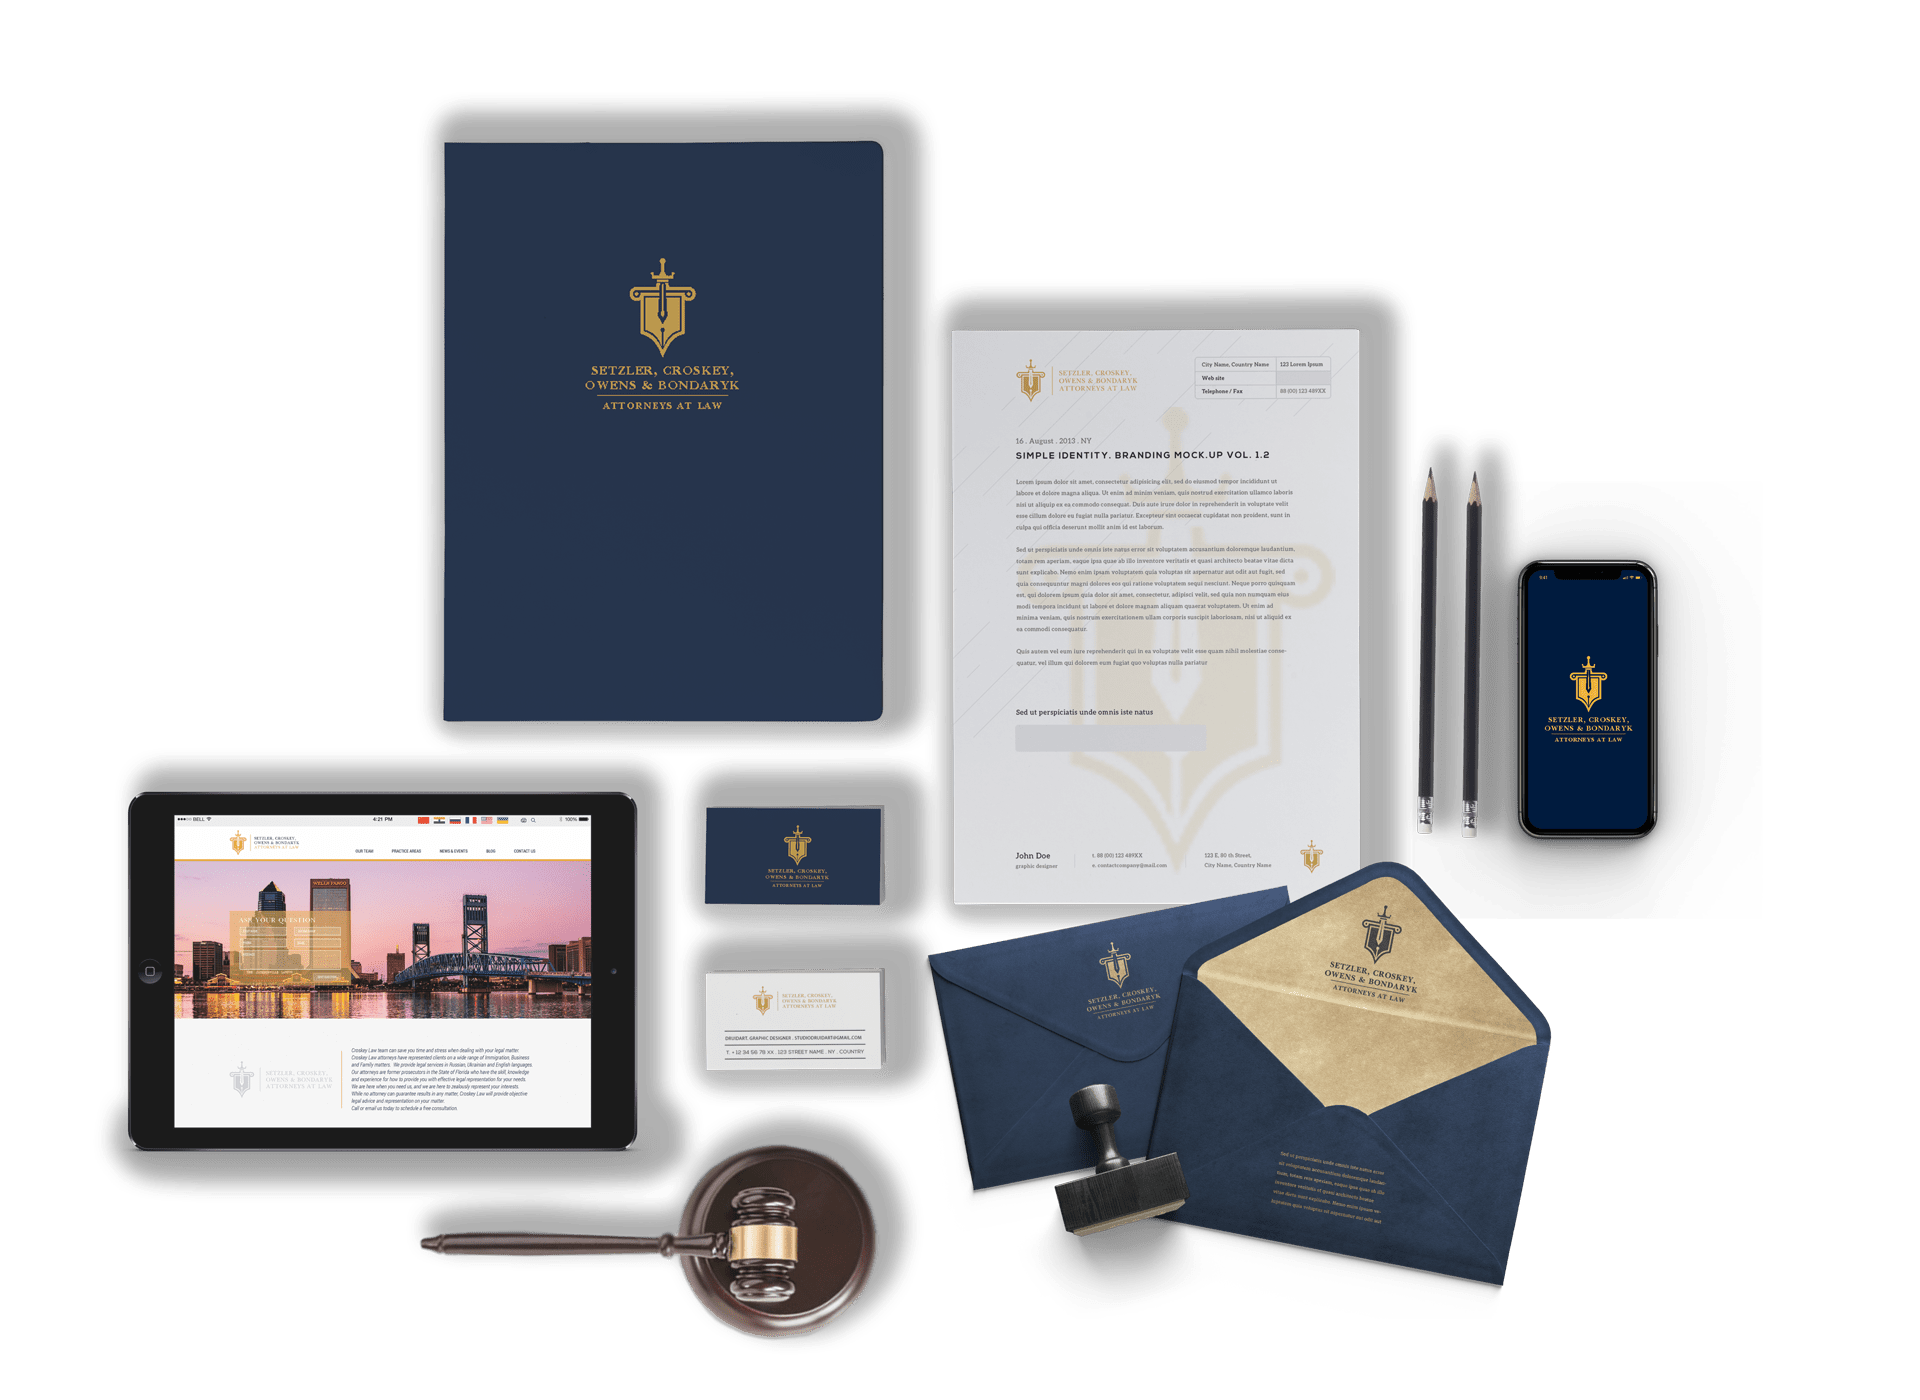 SETZLER, CROSKEY,
OWENS & BONDARYK
ATTORNEYS AT LAW
SETZLER, CROSKEY,
OWENS & BONDARYK
ATTORNEYS AT LAW
City Name, Country Name
123 Lorem Ipsum
Web site
Telephone / Fax
88 (00) 123 489XX
16 . August . 2013 . NY
SIMPLE IDENTITY. BRANDING MOCK.UP VOL. 1.2
Lorem ipsum dolor sit amet, consectetur adipisicing elit, sed do eiusmod tempor incididunt ut
labore et dolore magna aliqua. Ut enim ad minim veniam, quis nostrud exercitation ullamco laboris
nisi ut aliquip ex ea commodo consequat. Duis aute irure dolor in reprehenderit in voluptate velit
esse cillum dolore eu fugiat nulla pariatur. Excepteur sint occaecat cupidatat non proident, sunt in
culpa qui officia deserunt mollit anim id est laborum.
Sed ut perspiciatis unde omnis iste natus error sit voluptatem accusantium doloremque laudantium,
totam rem aperiam, eaque ipsa quae ab illo inventore veritatis et quasi architecto beatae vitae dicta
sunt explicabo. Nemo enim ipsam voluptatem quia voluptas sit aspernatur aut odit aut fugit, sed
quia consequuntur magni dolores eos qui ratione voluptatem sequi nesciunt. Neque porro quisquam
est, qui dolorem ipsum quia dolor sit amet, consectetur, adipisci velit, sed quia non numquam eius
modi tempora incidunt ut labore et dolore magnam aliquam quaerat voluptatem. Ut enim ad
minima veniam, quis nostrum exercitationem ullam corporis suscipit laboriosam, nisi ut aliquid ex
ea commodi consequatur.
Quis autem vel eum iure reprehenderit qui in ea voluptate velit esse quam nihil molestiae conse-
quatur, vel illum qui dolorem eum fugiat quo voluptas nulla pariatur
Sed ut perspiciatis unde omnis iste natus
John Doe
graphic designer
t. 88 (00) 123 489XX
e. contactcompany@mail.com
123 E, 80 th Street,
City Name, Country Name
9:41
SETZLER, CROSKEY,
OWENS & BONDARYK
ATTORNEYS AT LAW
BELL
4:21 PM
100%
SETZLER, CROSKEY,
OWENS & BONDARYK
ATTORNEYS AT LAW
OUR TEAM
PRACTICE AREAS
NEWS & EVENTS
BLOG
CONTACT US
WELLS FARGO
ASK YOUR QUESTION
SETZLER, CROSKEY,
OWENS & BONDARYK
ATTORNEYS AT LAW
Croskey Law team can save you time and stress when dealing with your legal matter.
Croskey Law attorneys have represented clients on a wide range of Immigration, Business
and Family matters. We provide legal services in Russian, Ukrainian and English languages.
Our attorneys are former prosecutors in the State of Florida who have the skill, knowledge
and experience for how to provide you with effective legal representation for your needs.
We are here when you need us, and we are here to zealously represent your interests.
While no attorney can guarantee results in any matter, Croskey Law will provide objective
legal advice and representation on your matter.
Call or email us today to schedule a free consultation.
SETZLER, CROSKEY,
OWENS & BONDARYK
ATTORNEYS AT LAW
SETZLER, CROSKEY,
OWENS & BONDARYK
ATTORNEYS AT LAW
DRUIDART. GRAPHIC DESIGNER . STUDIODRUIDART@GMAIL.COM
T. +12 34 56 78 XX . 123 STREET NAME . NY . COUNTRY
SETZLER, CROSKEY,
OWENS & BONDARYK
ATTORNEYS AT LAW
SETZLER, CROSKEY,
OWENS & BONDARYK
ATTORNEYS AT LAW
Sed ut perspiciatis unde omnis iste natus error